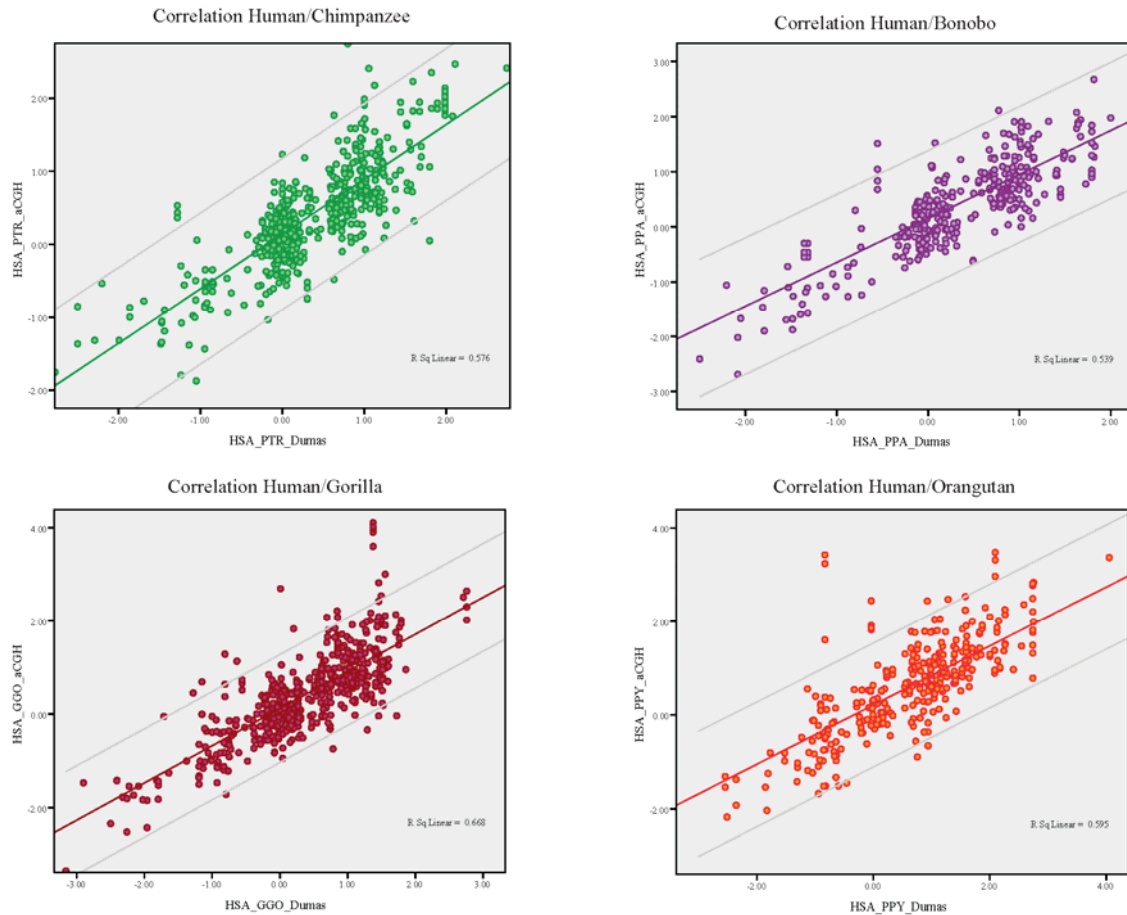 Correlation Human/Chimpanzee
HSA_PTR_aCGH
2.00
1.00
0.00
-1.00
-2.00
R Sq Linear = 0.576
-2.00 -1.00 0.00 1.00 2.00
HSA_PTR_Dumas
Correlation Human/Bonobo
HSA_PPA_aCGH
3.00
2.00
1.00
0.00
-1.00
-2.00
-3.00
R Sq Linear = 0.539
-2.00 -1.00 0.00 1.00 2.00
HSA_PPA_Dumas
Correlation Human/Gorilla
HSA_GGO_aCGH
4.00
2.00
0.00
-2.00
R Sq Linear = 0.668
-3.00 -2.00 -1.00 0.00 1.00 2.00 3.00
HSA_GGO_Dumas
Correlation Human/Orangutan
HSA_PPY_aCGH
4.00
2.00
0.00
-2.00
R Sq Linear = 0.595
-2.00 0.00 2.00 4.00
HSA_PPY_Dumas